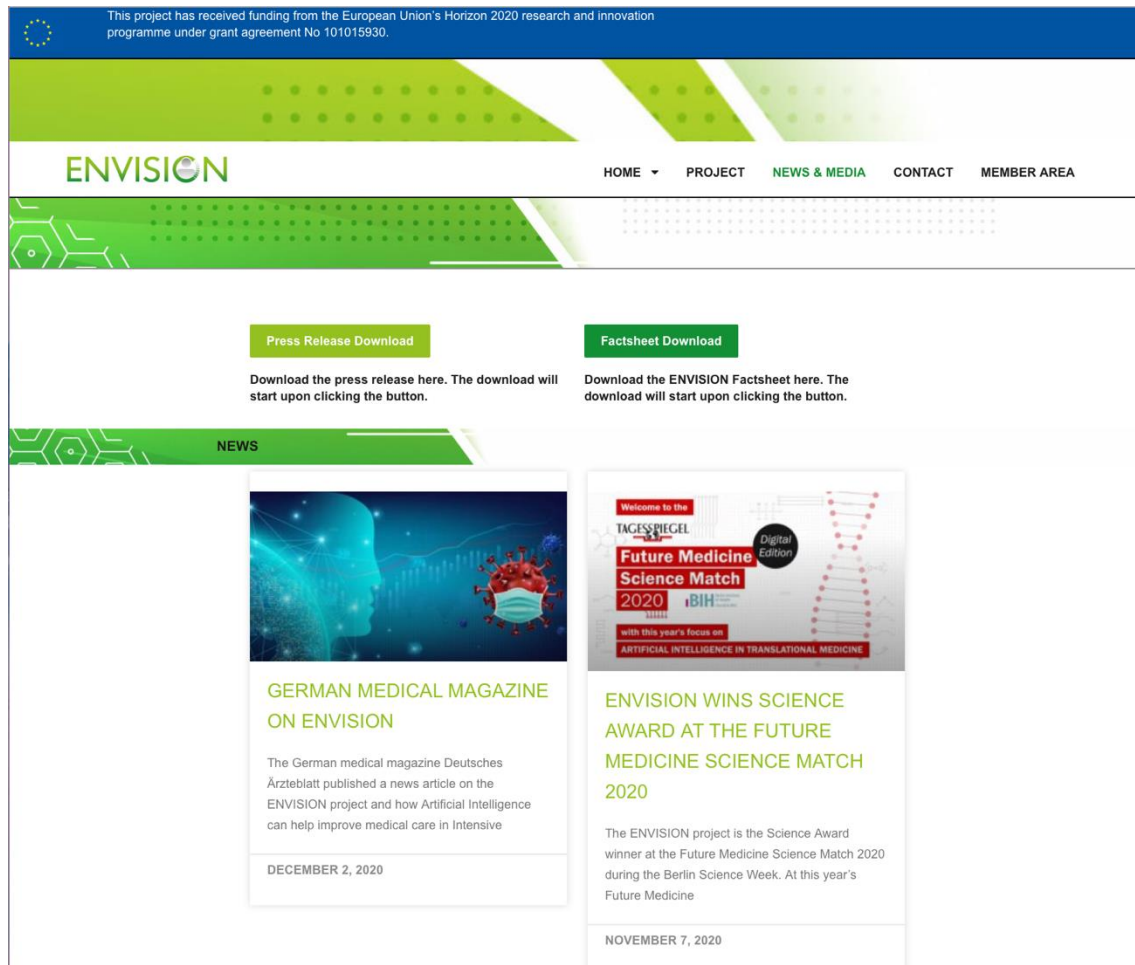 This project has received funding from the European Union's Horizon 2020 research and innovation
programme under grant agreement No 101015930.
ENVISION
HOME
PROJECT
NEWS & MEDIA
CONTACT
MEMBER AREA
Press Release Download
Download the press release here. The download will
start upon clicking the button.
Factsheet Download
Download the ENVISION Factsheet here. The
download will start upon clicking the button.
NEWS
GERMAN MEDICAL MAGAZINE
ON ENVISION
The German medical magazine Deutsches
Ärzteblatt published a news article on the
ENVISION project and how Artificial Intelligence
can help improve medical care in Intensive
DECEMBER 2, 2020
Welcome to the
TAGESSPIEGEL
Digital
Edition
Future Medicine
Science Match
2020
BIH
with this year's focus on
ARTIFICIAL INTELLIGENCE IN TRANSLATIONAL MEDICINE
ENVISION WINS SCIENCE
AWARD AT THE FUTURE
MEDICINE SCIENCE MATCH
2020
The ENVISION project is the Science Award
winner at the Future Medicine Science Match 2020
during the Berlin Science Week. At this year´s
Future Medicine
NOVEMBER 7, 2020